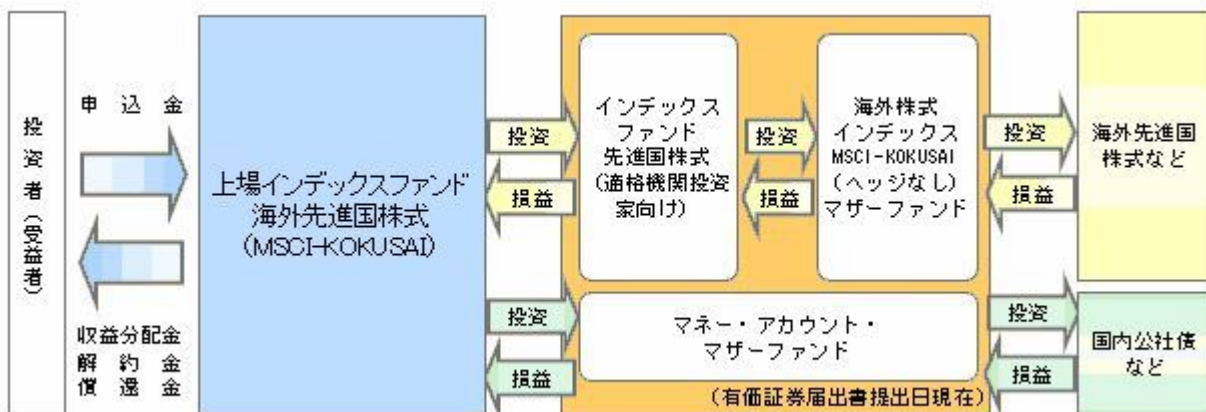 投資者(受益者)
申込金
収益分配金
解約金
償還金
上場インデックスファンド
海外先進国株式
(MSCI-KOKUSAI)
投資
損益
投資
損益
インデックス
ファンド
先進国株式
(適格機関投資
家向け)
投資
損益
海外株式
インデックス
MSCI-KOKUSAI
(ヘッジなし)
マザーファンド
マネー・アカウント・
マザーファンド
(有価証券届出書提出日現在)
投資
損益
投資
損益
海外先進国
株式など
国内公社債
など